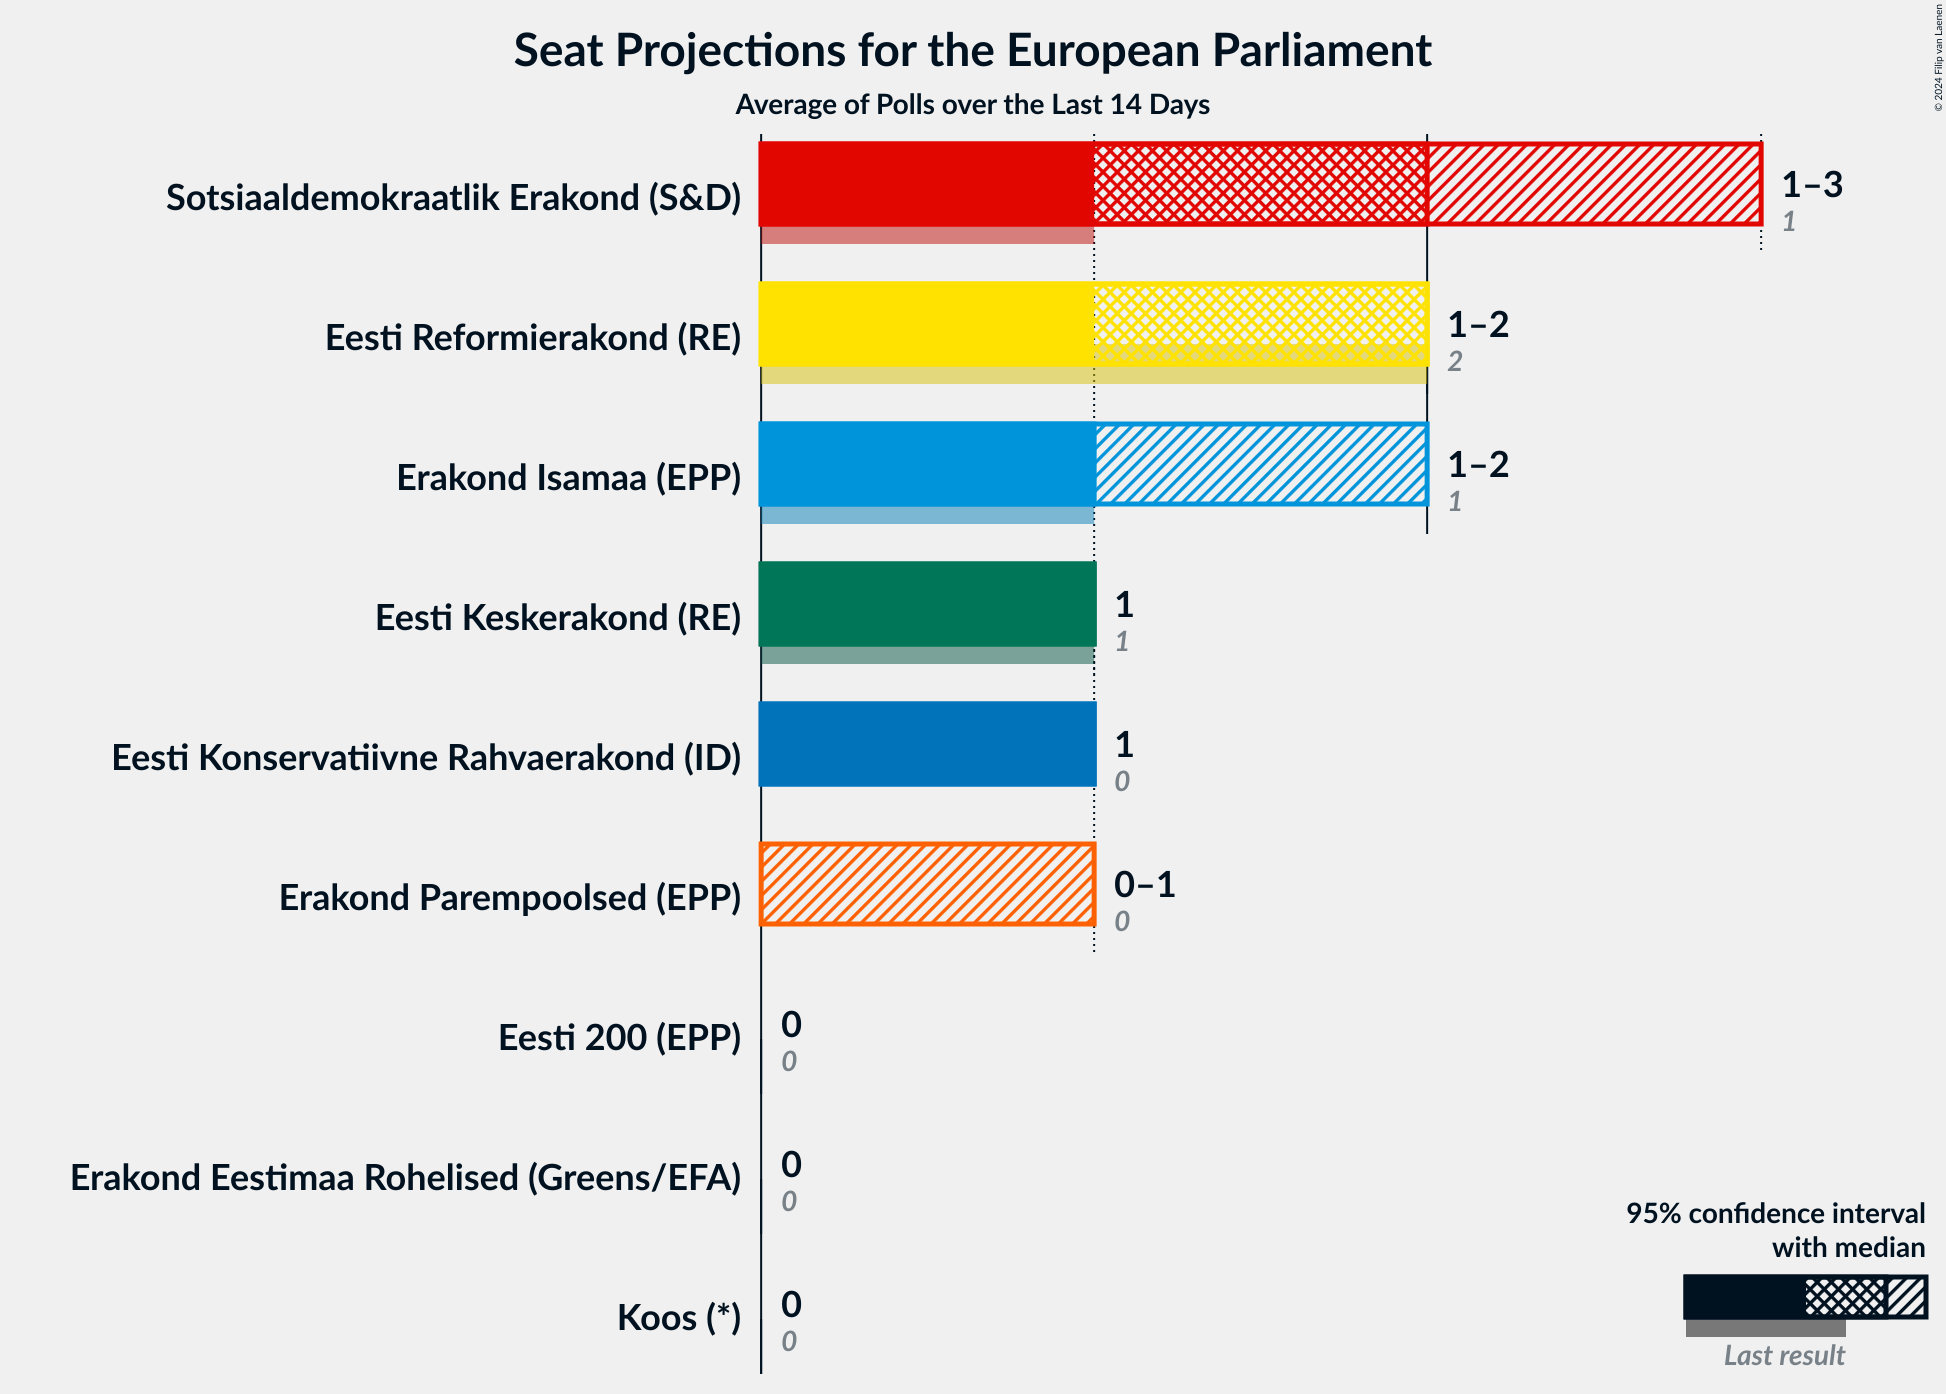 Seat Projections for the European Parliament
Average of Polls over the Last 14 Days
© 2024 Filip van Laenen
Sotsiaaldemokraatlik Erakond (S&D)
1–3
1
Eesti Reformierakond (RE)
1–2
2
Erakond Isamaa (EPP)
1–2
1
Eesti Keskerakond (RE)
1
1
Eesti Konservatiivne Rahvaerakond (ID)
1
0
Erakond Parempoolsed (EPP)
0–1
0
Eesti 200 (EPP)
0
0
Erakond Eestimaa Rohelised (Greens/EFA)
0
0
Koos (*)
0
0
95% confidence interval
with median
Last result